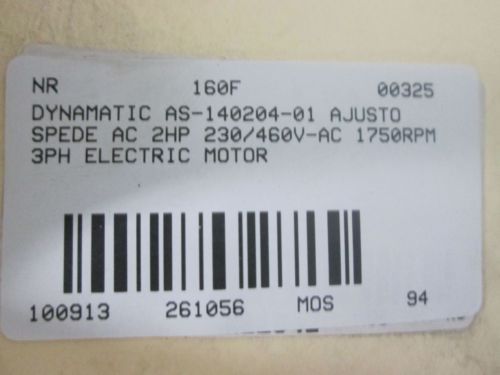 NR 160F 00325
DYNAMATIC AS-140204-01 AJUSTO
SPEDE AC 2HP 230/460V-AC 1750RPM
3PH ELECTRIC MOTOR
100913 261056 MOS 94